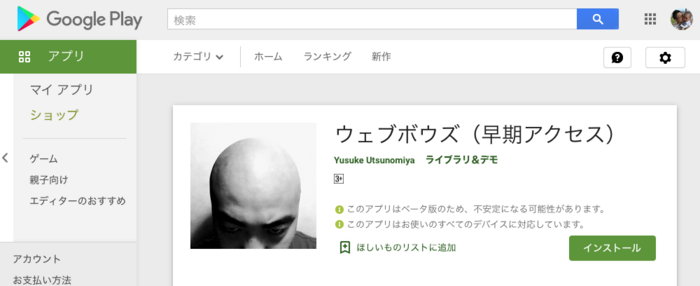 Google Play
検索
アプリ
カテゴリ
ホーム
ランキング
新作
マイ アプリ
ショップ
ゲーム
親子向け
エディターのおすすめ
アカウント
お支払い方法
ウェブボウズ（早期アクセス）
Yusuke Utsunomiya ライブラリ＆デモ
3+
このアプリはベータ版のため、不安定になる可能性があります。
このアプリはお使いのすべてのデバイスに対応しています。
ほしいものリストに追加
インストール